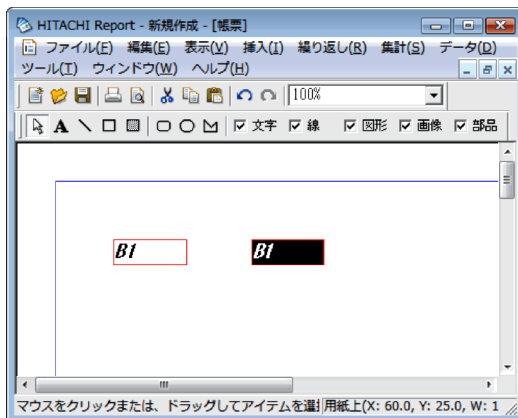 HITACHI Report - 新規作成 - [帳票]
ファイル(F) 編集(E) 表示(V) 挿入(I) 繰り返し(R) 集計(S) データ(D)
ツール(T) ウィンドウ(W) ヘルプ(H)
100%
A 文字 線 図形 画像 部品
B1 B1
マウスをクリックまたは、ドラッグしてアイテムを選 用紙上(X: 60.0, Y: 25.0, W: 1